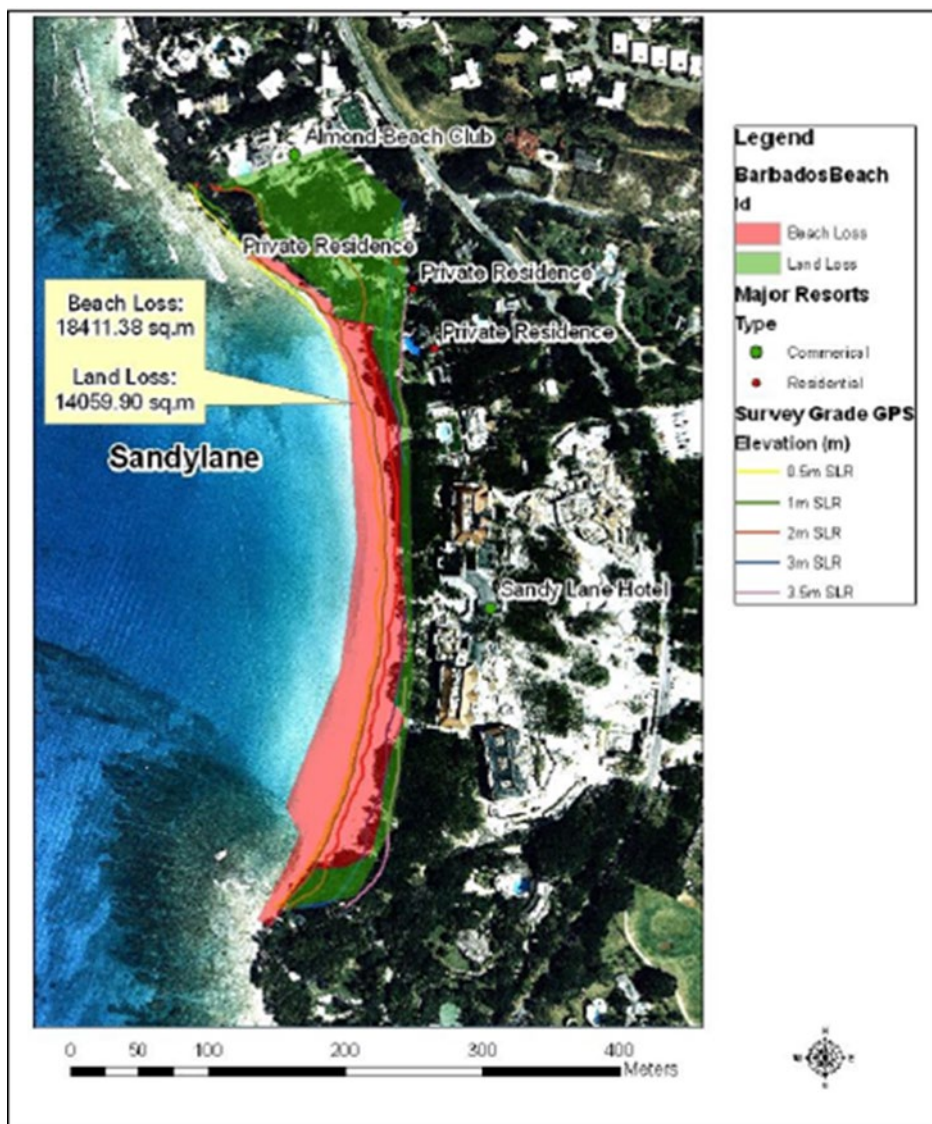 Almond Beach Club
Private Residence
Private Residence
Private Residence
Beach Loss:
18411.38 sq.m
Land Loss:
14059.90 sq.m
Sandylane
Sandy Lane Hotel
Legend
BarbadosBeach
Id
Beach Loss
Land Loss
Major Resorts
Type
Commerical
Residential
Survey Grade GPS
Elevation (m)
0.5m SLR
1m SLR
2m SLR
3m SLR
3.5m SLR
0 50 100 200 300 400
Meters
N
W E
S